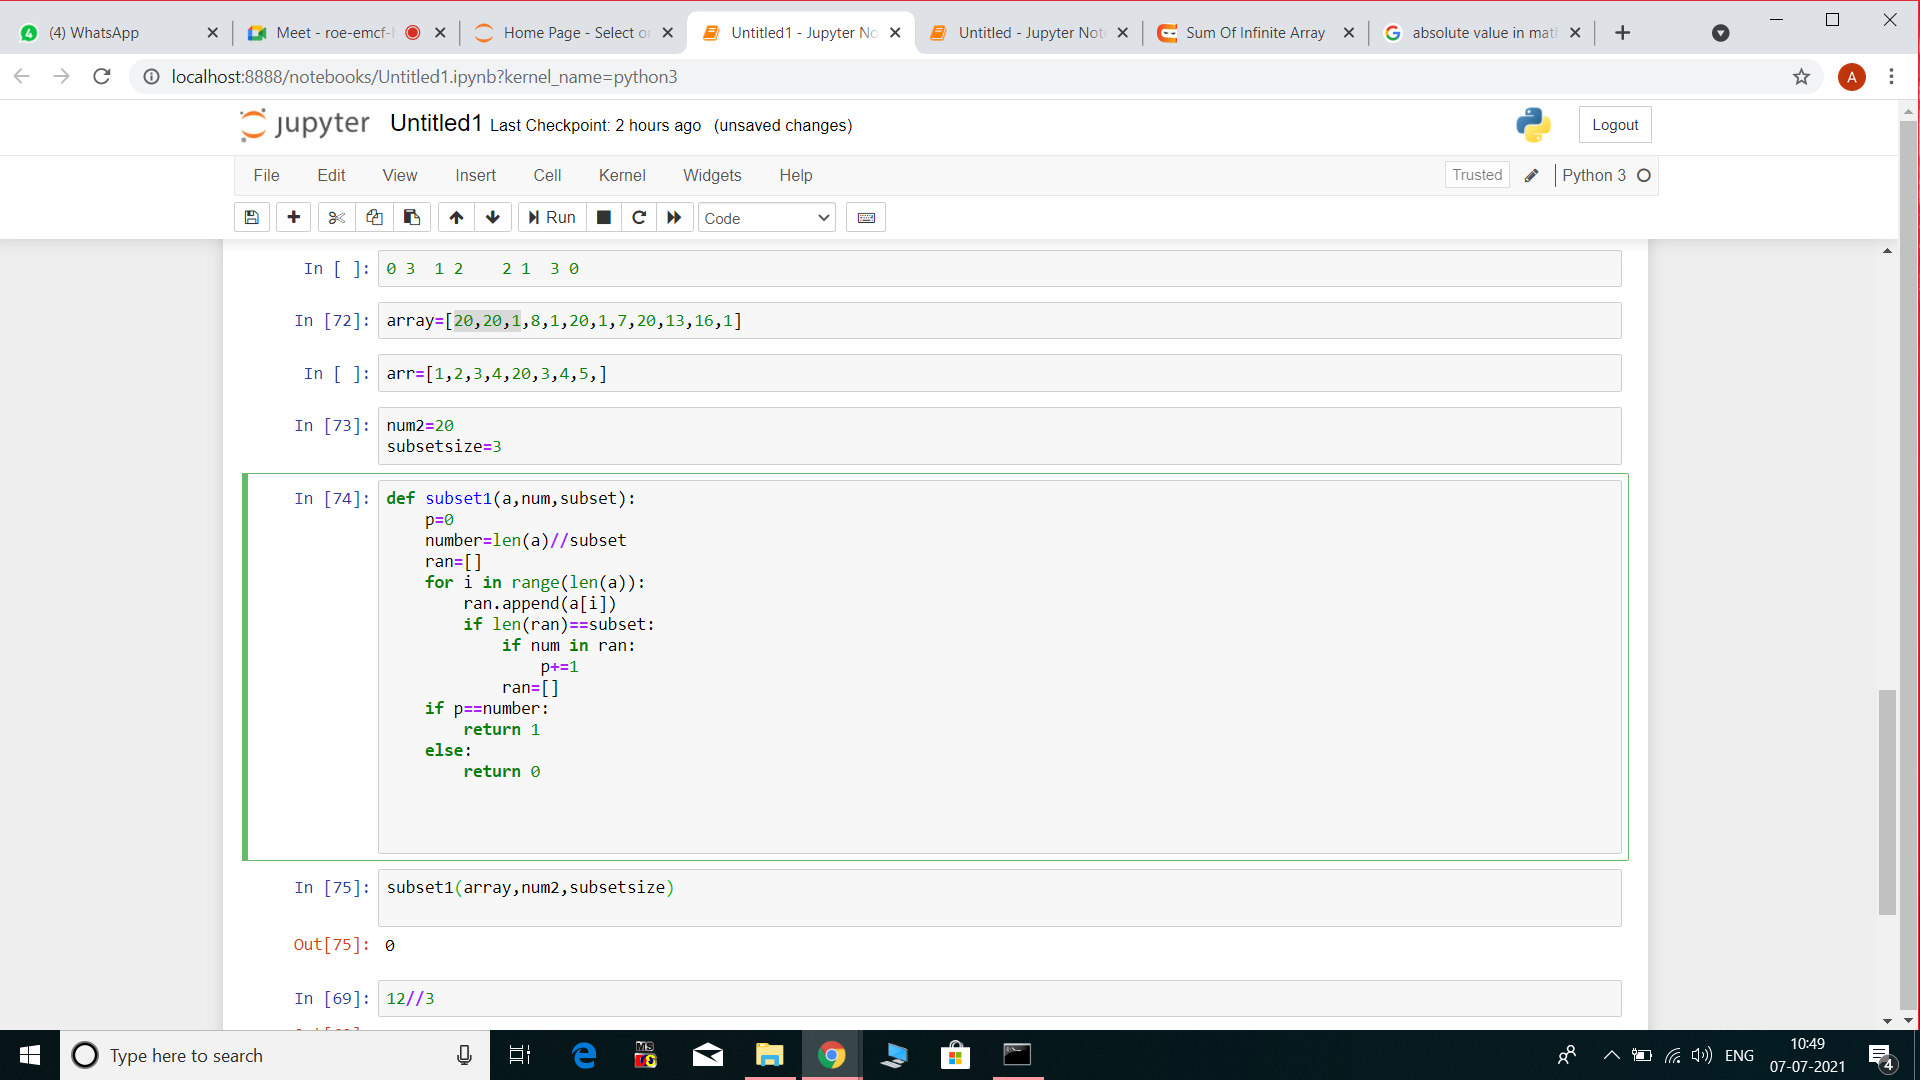 (4) WhatsApp
Meet - roe-emcf-
Home Page - Select or
Untitled1 - Jupyter No
Untitled - Jupyter Note
Sum Of Infinite Array
absolute value in mat
localhost:8888/notebooks/Untitled1.ipynb?kernel_name=python3
A
jupyter Untitled1 Last Checkpoint: 2 hours ago (unsaved changes)
Logout
File Edit View Insert Cell Kernel Widgets Help
Trusted
Python 3
Run
Code
In [ ]: 0 3  1 2    2 1  3 0
In [72]: array=[20,20,1,8,1,20,1,7,20,13,16,1]
In [ ]: arr=[1,2,3,4,20,3,4,5,]
In [73]: num2=20
subsetsize=3
In [74]: def subset1(a,num,subset):
    p=0
    number=len(a)//subset
    ran=[]
    for i in range(len(a)):
        ran.append(a[i])
        if len(ran)==subset:
            if num in ran:
                p+=1
            ran=[]
    if p==number:
        return 1
    else:
        return 0
In [75]: subset1(array,num2,subsetsize)
Out[75]: 0
In [69]: 12//3
Type here to search
ENG
10:49
07-07-2021
4